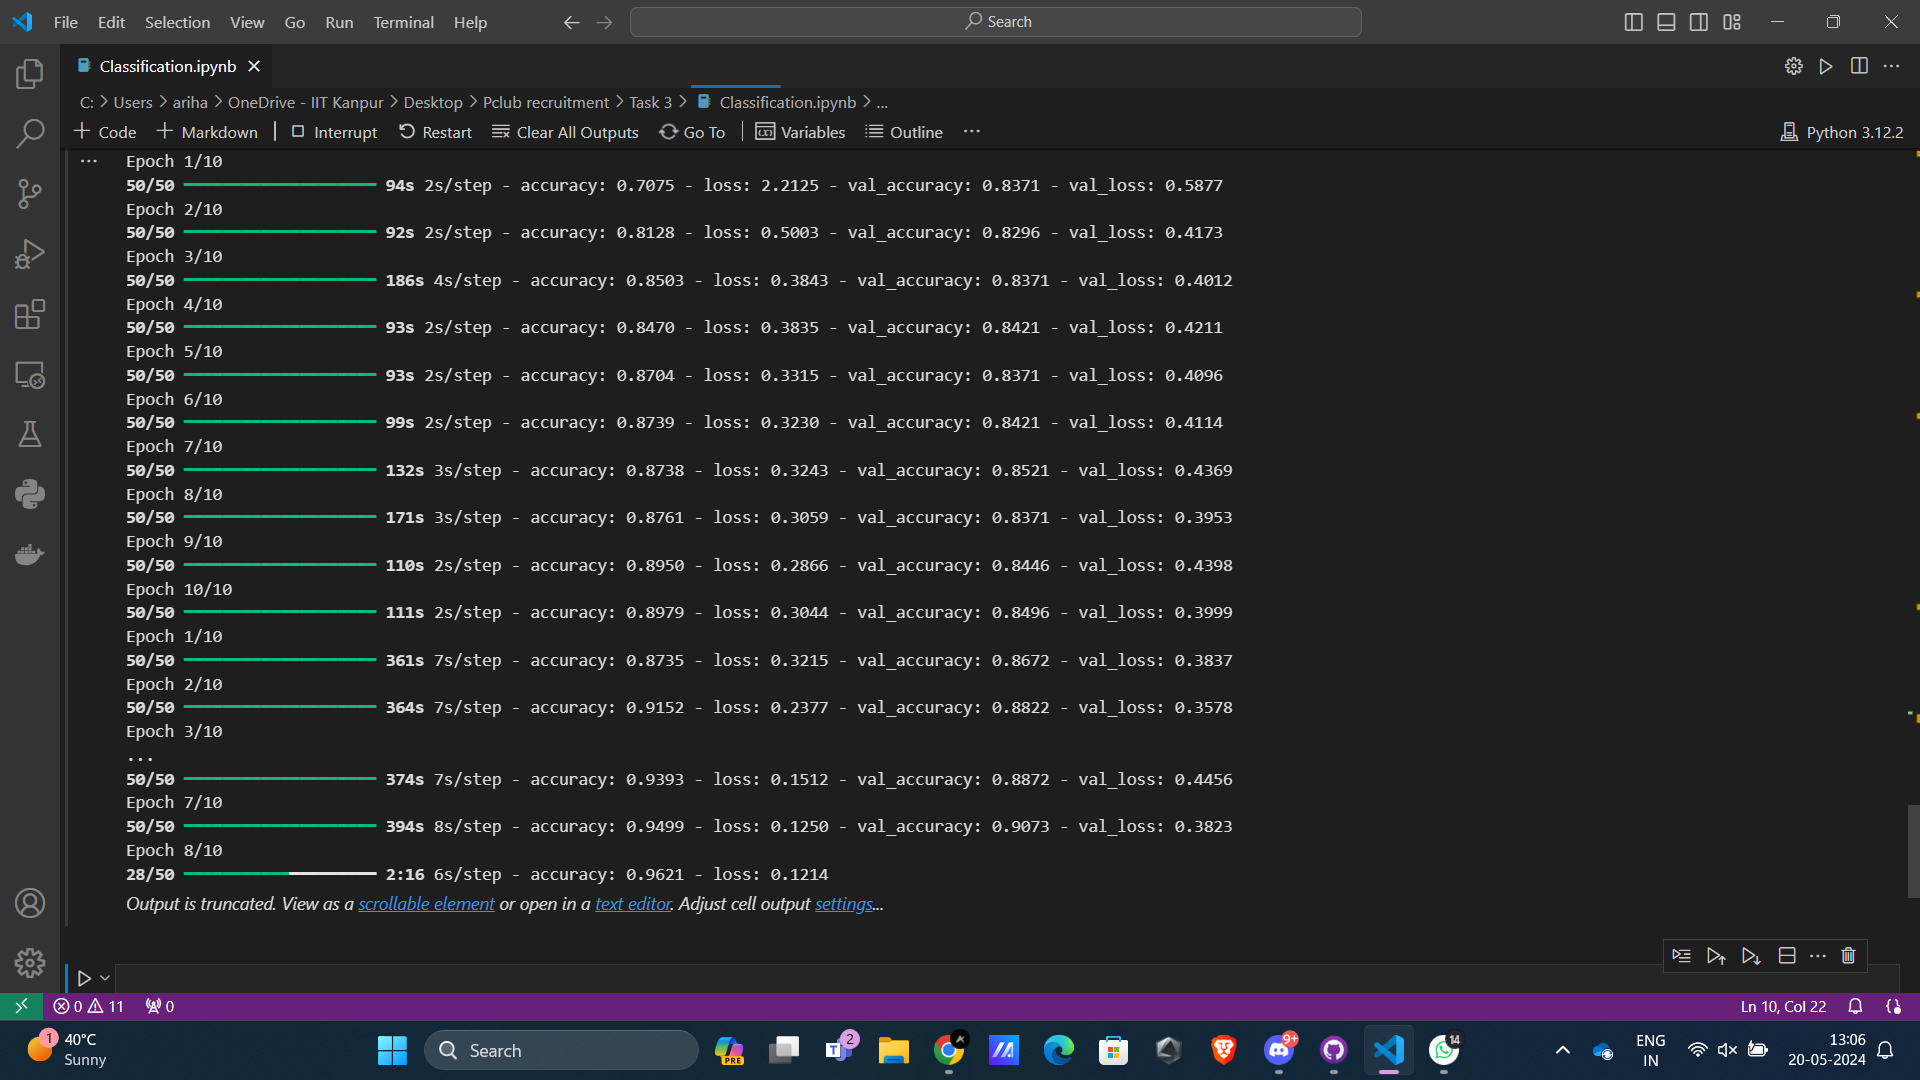 File Edit Selection View Go Run Terminal Help Search
Classification.ipynb
C: > Users > ariha > OneDrive - IIT Kanpur > Desktop > Pclub recruitment > Task 3 > Classification.ipynb > ...
+ Code + Markdown | Interrupt Restart Clear All Outputs Go To | Variables Outline ... Python 3.12.2
... Epoch 1/10
50/50 94s 2s/step - accuracy: 0.7075 - loss: 2.2125 - val_accuracy: 0.8371 - val_loss: 0.5877
Epoch 2/10
50/50 92s 2s/step - accuracy: 0.8128 - loss: 0.5003 - val_accuracy: 0.8296 - val_loss: 0.4173
Epoch 3/10
50/50 186s 4s/step - accuracy: 0.8503 - loss: 0.3843 - val_accuracy: 0.8371 - val_loss: 0.4012
Epoch 4/10
50/50 93s 2s/step - accuracy: 0.8470 - loss: 0.3835 - val_accuracy: 0.8421 - val_loss: 0.4211
Epoch 5/10
50/50 93s 2s/step - accuracy: 0.8704 - loss: 0.3315 - val_accuracy: 0.8371 - val_loss: 0.4096
Epoch 6/10
50/50 99s 2s/step - accuracy: 0.8739 - loss: 0.3230 - val_accuracy: 0.8421 - val_loss: 0.4114
Epoch 7/10
50/50 132s 3s/step - accuracy: 0.8738 - loss: 0.3243 - val_accuracy: 0.8521 - val_loss: 0.4369
Epoch 8/10
50/50 171s 3s/step - accuracy: 0.8761 - loss: 0.3059 - val_accuracy: 0.8371 - val_loss: 0.3953
Epoch 9/10
50/50 110s 2s/step - accuracy: 0.8950 - loss: 0.2866 - val_accuracy: 0.8446 - val_loss: 0.4398
Epoch 10/10
50/50 111s 2s/step - accuracy: 0.8979 - loss: 0.3044 - val_accuracy: 0.8496 - val_loss: 0.3999
Epoch 1/10
50/50 361s 7s/step - accuracy: 0.8735 - loss: 0.3215 - val_accuracy: 0.8672 - val_loss: 0.3837
Epoch 2/10
50/50 364s 7s/step - accuracy: 0.9152 - loss: 0.2377 - val_accuracy: 0.8822 - val_loss: 0.3578
Epoch 3/10
...
50/50 374s 7s/step - accuracy: 0.9393 - loss: 0.1512 - val_accuracy: 0.8872 - val_loss: 0.4456
Epoch 7/10
50/50 394s 8s/step - accuracy: 0.9499 - loss: 0.1250 - val_accuracy: 0.9073 - val_loss: 0.3823
Epoch 8/10
28/50 2:16 6s/step - accuracy: 0.9621 - loss: 0.1214
Output is truncated. View as a scrollable element or open in a text editor. Adjust cell output settings...
0 11 0 Ln 10, Col 22
1 40°C Search PRE 2 9+ 14 ENG 13:06
Sunny IN 20-05-2024